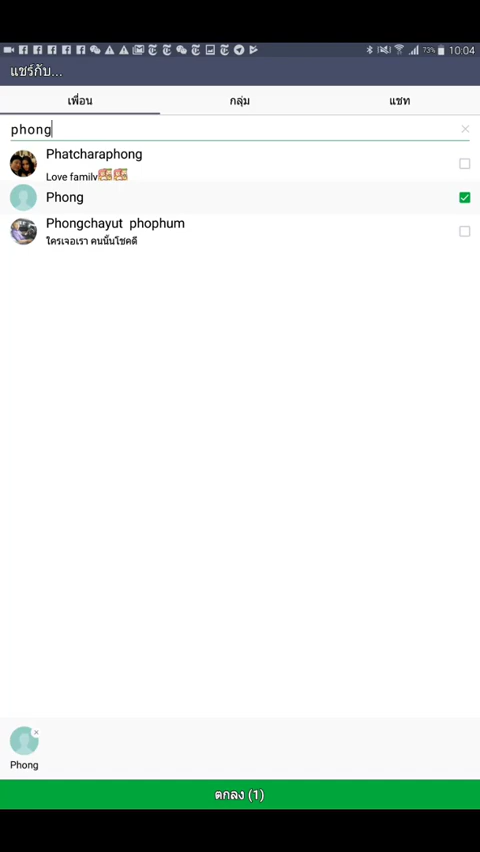 73% 10:04
แชร์กับ...
เพื่อน กลุ่ม แชท
phong
Phatcharaphong
Love family
Phong
Phongchayut phophum
ใครเจอเรา คนนั้นโชคดี
Phong
ตกลง (1)